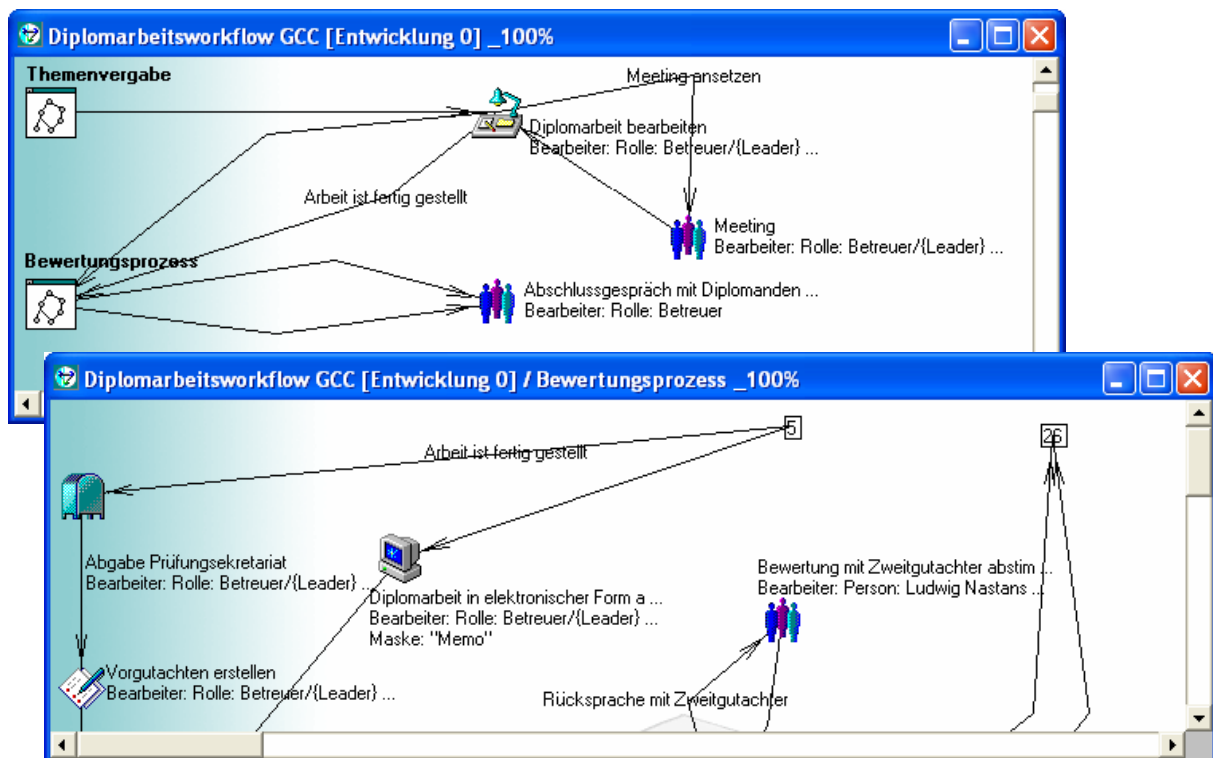 Diplomarbeitsworkflow GCC [Entwicklung 0] _100%
Themenvergabe
Meeting ansetzen
Diplomarbeit bearbeiten
Bearbeiter: Rolle: Betreuer/{Leader} ...
Arbeit ist fertig gestellt
Meeting
Bearbeiter: Rolle: Betreuer/{Leader} ...
Bewertungsprozess
Abschlussgespräch mit Diplomanden ...
Bearbeiter: Rolle: Betreuer
Diplomarbeitsworkflow GCC [Entwicklung 0] / Bewertungsprozess _100%
5
26
Arbeit ist fertig gestellt
Abgabe Prüfungsekretariat
Bearbeiter: Rolle: Betreuer/{Leader} ...
Bewertung mit Zweitgutachter abstim ...
Bearbeiter: Person: Ludwig Nastans ...
Diplomarbeit in elektronischer Form a ...
Bearbeiter: Rolle: Betreuer/{Leader} ...
Maske: "Memo"
Vorgutachten erstellen
Bearbeiter: Rolle: Betreuer/{Leader} ...
Rücksprache mit Zweitgutachter